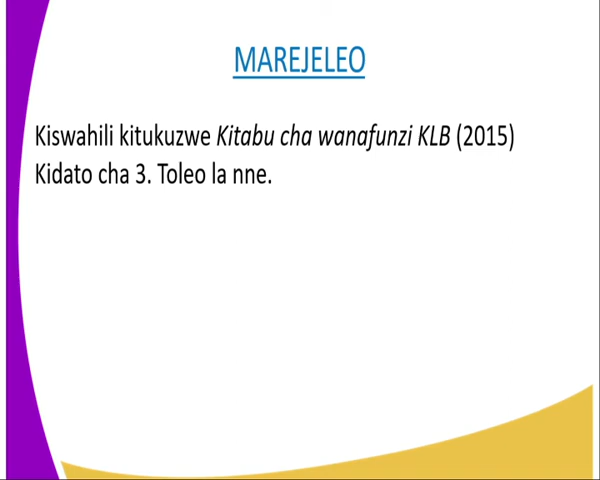 MAREJELEO
Kiswahili kitukuzwe Kitabu cha wanafunzi KLB (2015)
Kidato cha 3. Toleo la nne.